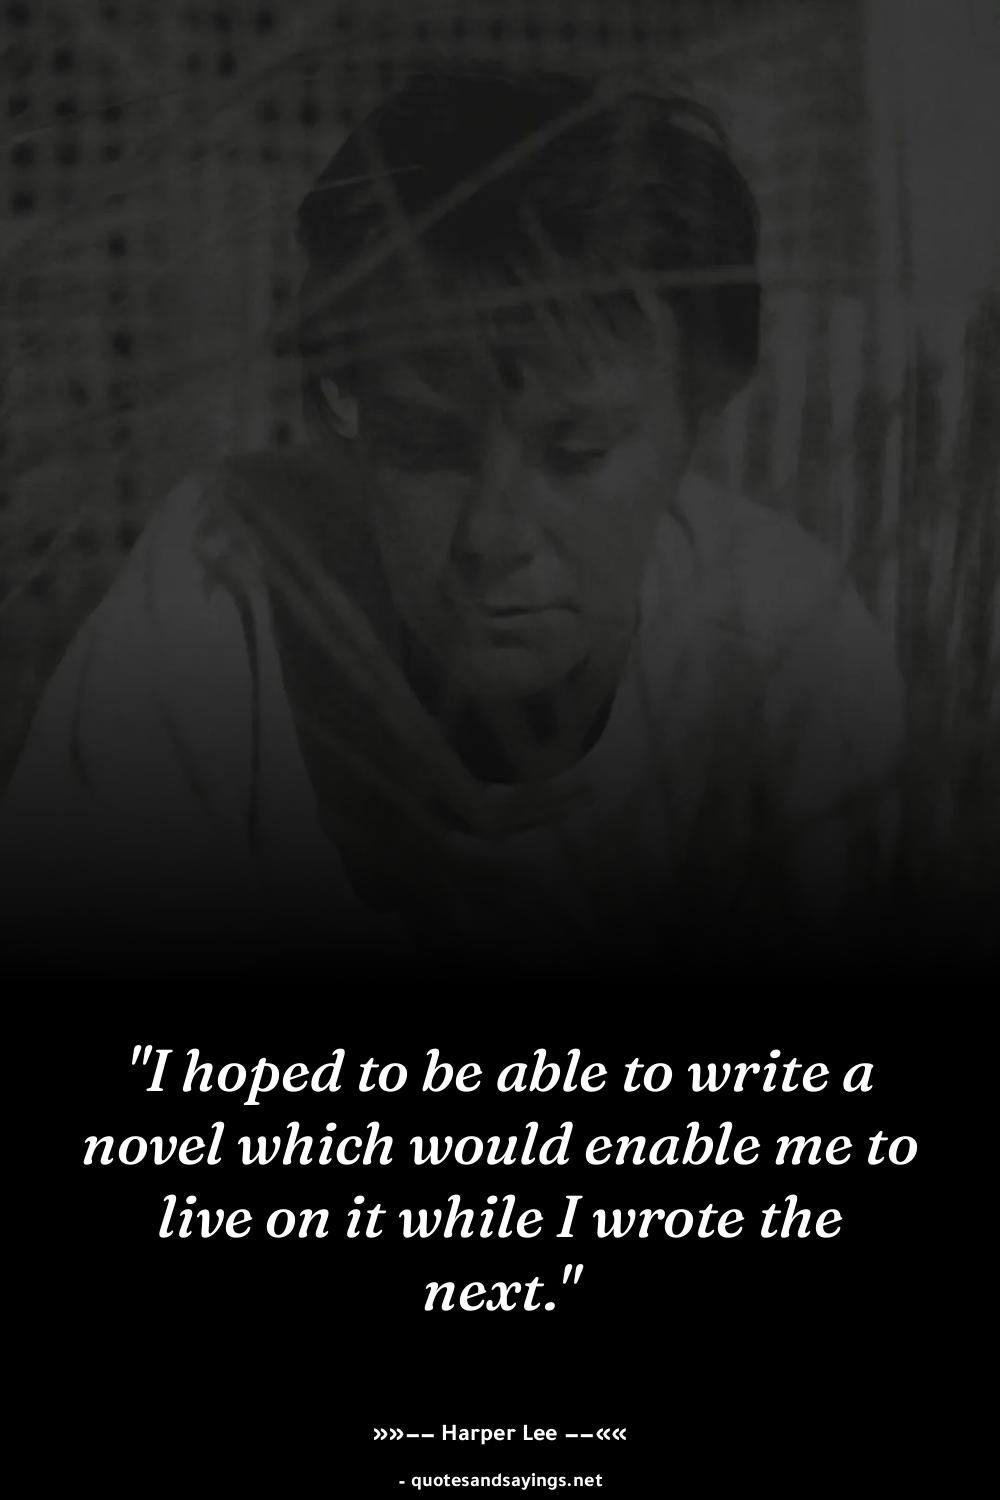 "I hoped to be able to write a
novel which would enable me to
live on it while I wrote the
next."
»»—— Harper Lee ——««
- quotesandsayings.net